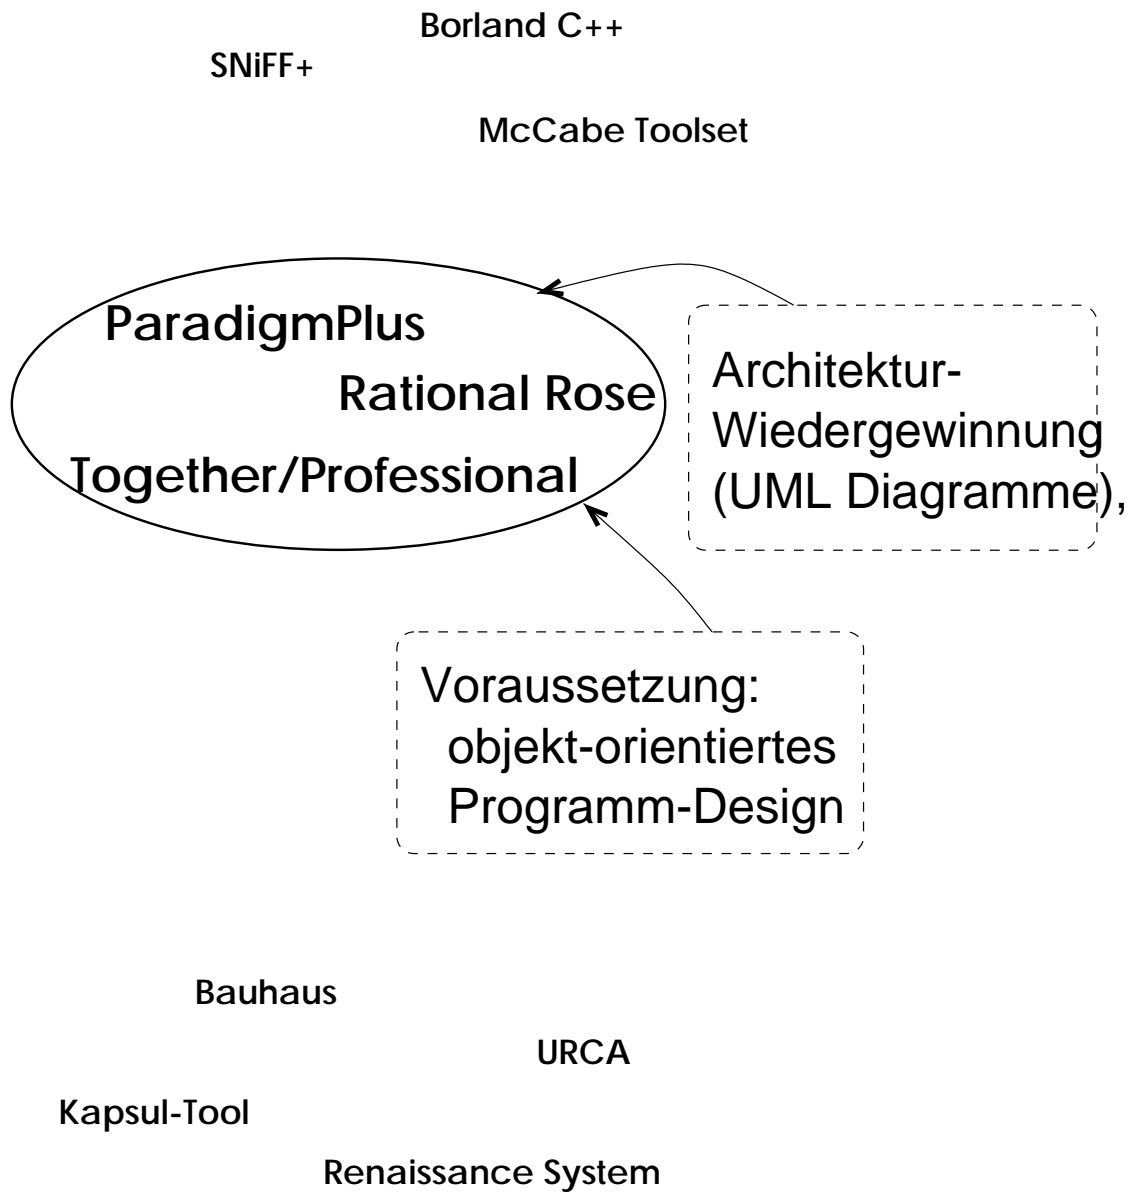 Borland C++
SNiFF+
McCabe Toolset
ParadigmPlus
Rational Rose
Together/Professional
Architektur-
Wiedergewinnung
(UML Diagramme),
Voraussetzung:
objekt-orientiertes
Programm-Design
Bauhaus
URCA
Kapsul-Tool
Renaissance System